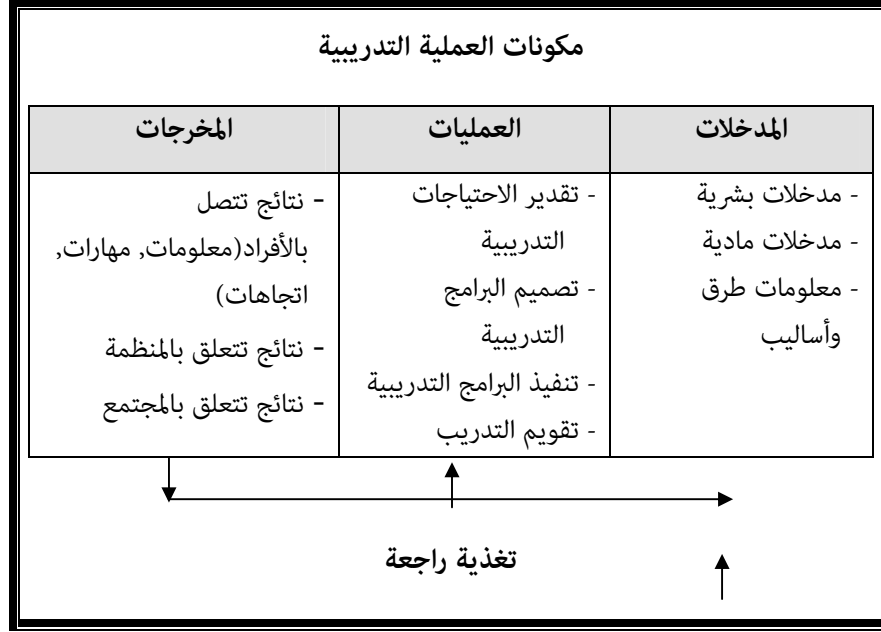 مكونات العملية التدريبية
المدخلات
العمليات
المخرجات
- مدخلات بشرية
- مدخلات مادية
- معلومات طرق
وأساليب
- تقدير الاحتياجات
التدريبية
- تصميم البرامج
التدريبية
- تنفيذ البرامج التدريبية
- تقويم التدريب
- نتائج تتصل
بالأفراد(معلومات, مهارات,
اتجاهات)
- نتائج تتعلق بالمنظمة
- نتائج تتعلق بالمجتمع
تغذية راجعة